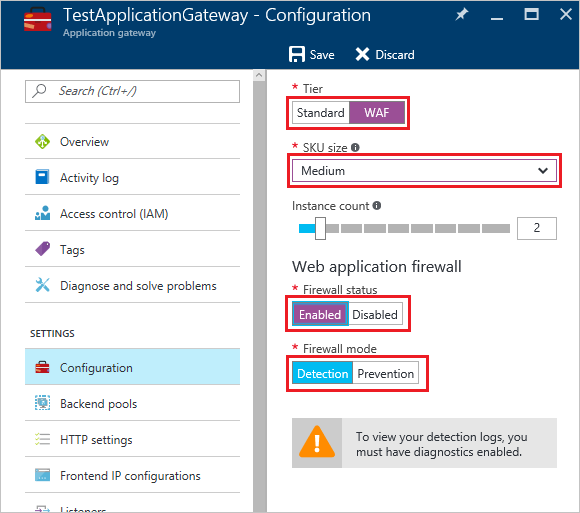 TestApplicationGateway - Configuration
Application gateway
Save
Discard
Search (Ctrl+/)
Overview
Activity log
Access control (IAM)
Tags
Diagnose and solve problems
SETTINGS
Configuration
Backend pools
HTTP settings
Frontend IP configurations
Listeners
* Tier
Standard WAF
* SKU size
Medium
Instance count
2
Web application firewall
* Firewall status
Enabled Disabled
* Firewall mode
Detection Prevention
To view your detection logs, you
must have diagnostics enabled.